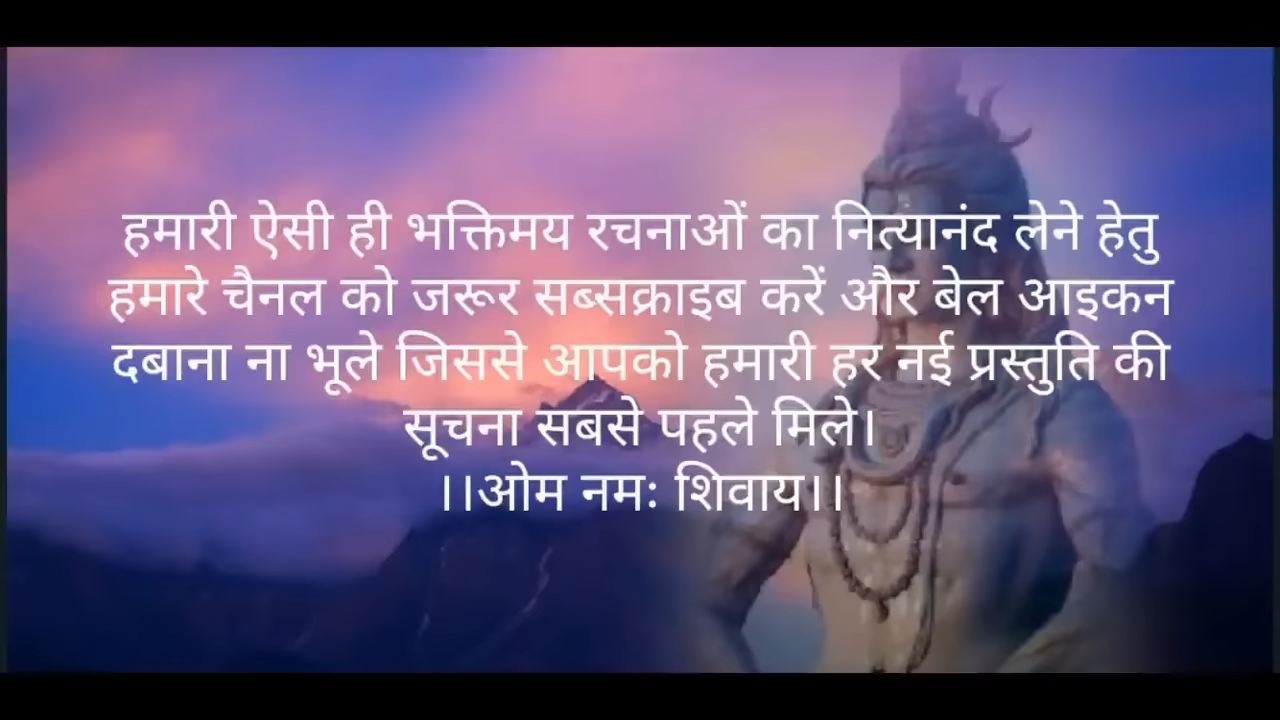 हमारी ऐसी ही भक्तिमय रचनाओं का नित्यानंद लेने हेतु
हमारे चैनल को जरूर सब्सक्राइब करें और बेल आइकन
दबाना ना भूले जिससे आपको हमारी हर नई प्रस्तुति की
सूचना सबसे पहले मिले।
।।ओम नमः शिवाय।।